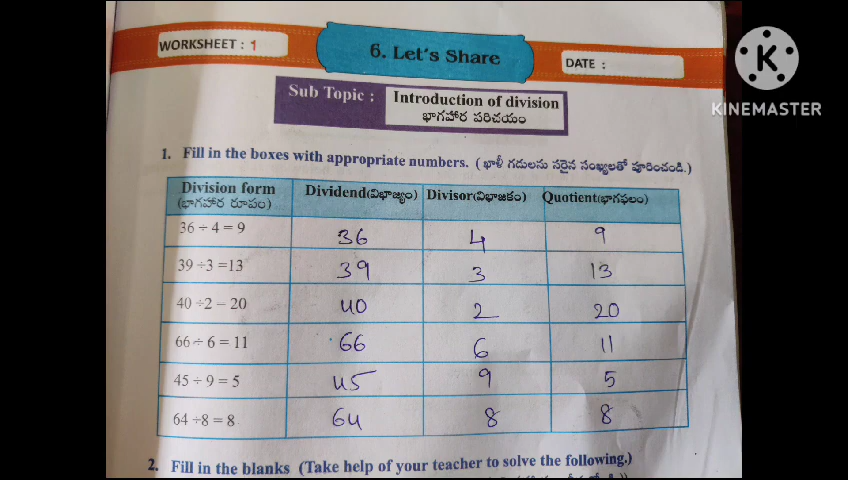 WORKSHEET : 1
6. Let's Share
DATE :
KINEMASTER
Sub Topic : Introduction of division
భాగహార పరిచయం
1. Fill in the boxes with appropriate numbers. (ఖాళీ గడులను సరైన సంఖ్యలతో పూరించండి.)
Division form Dividend(విభాజ్యం) Divisor(విభాజకం) Quotient(భాగఫలం)
(భాగహార రూపం)
36 ÷ 4 = 9 36 4 9
39 ÷3 =13 39 3 13
40 ÷2 = 20 40 2 20
66 ÷ 6 = 11 66 6 11
45 ÷ 9 = 5 45 9 5
64 ÷8 = 8 64 8 8
2. Fill in the blanks (Take help of your teacher to solve the following.)